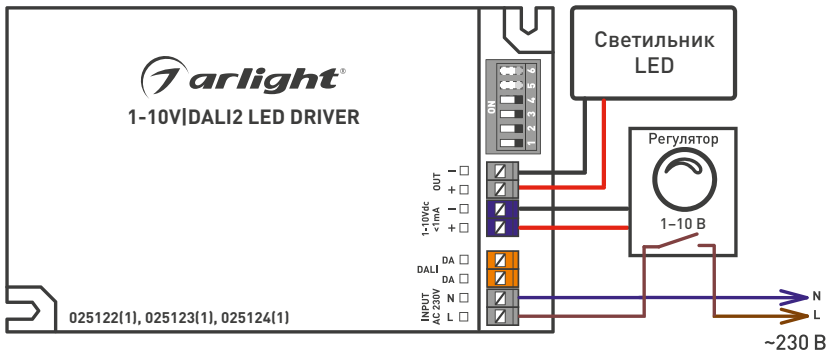 arlight®
1-10V|DALI2 LED DRIVER
025122(1), 025123(1), 025124(1)
ON
1 2 3 4 5 6
OUT
−
+
1-10Vdc
<1mA
−
+
DALI
DA
DA
INPUT
AC 230V
N
L
Светильник
LED
Регулятор
1–10 В
N
L
~230 В